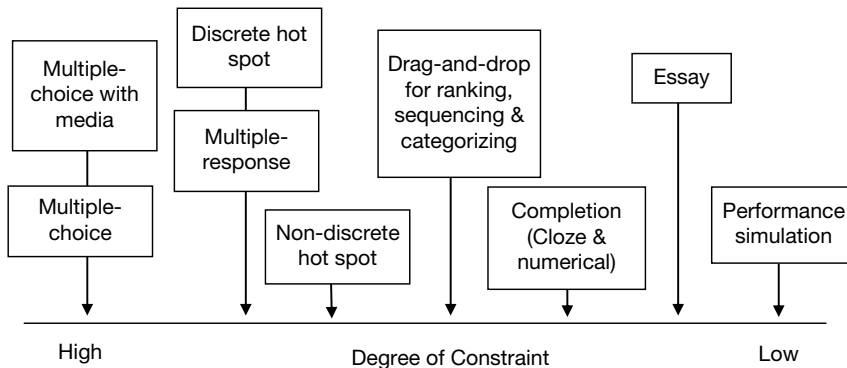 Multiple-
choice with
media
Multiple-
choice
Discrete hot
spot
Multiple-
response
Non-discrete
hot spot
Drag-and-drop
for ranking,
sequencing &
categorizing
Completion
(Cloze &
numerical)
Essay
Performance
simulation
High
Degree of Constraint
Low